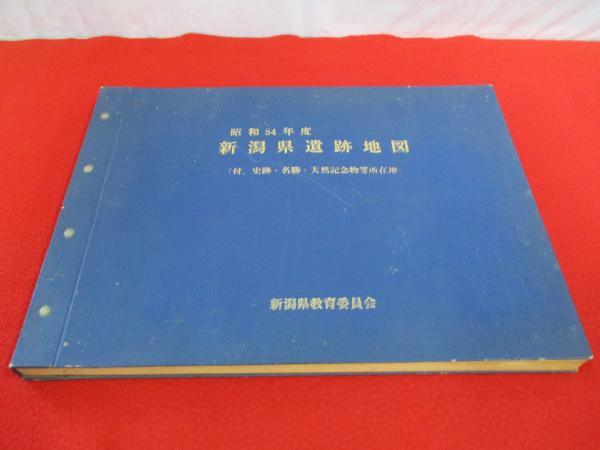 昭和54年度
新潟県遺跡地図
（付．史跡・名勝・天然記念物等所在地）
新潟県教育委員会